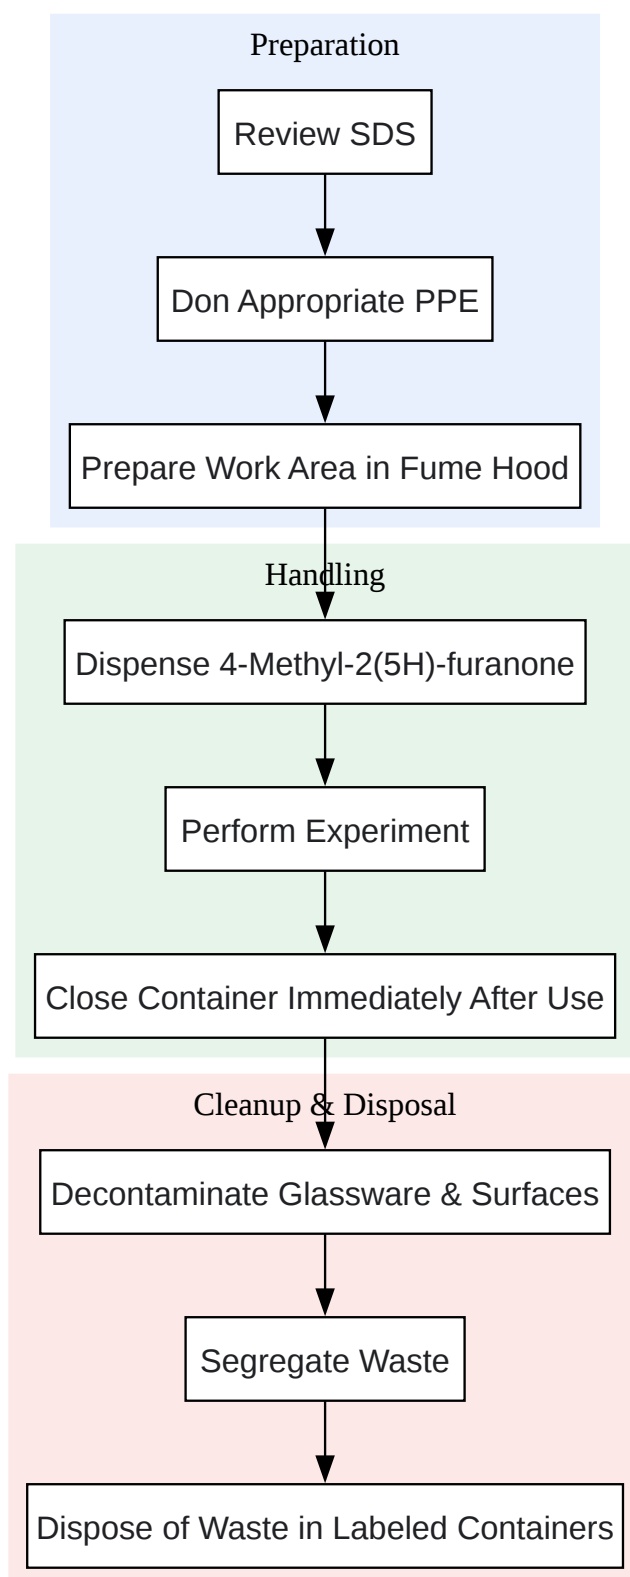 Preparation
Review SDS
Don Appropriate PPE
Prepare Work Area in Fume Hood
Handling
Dispense 4-Methyl-2(5H)-furanone
Perform Experiment
Close Container Immediately After Use
Cleanup & Disposal
Decontaminate Glassware & Surfaces
Segregate Waste
Dispose of Waste in Labeled Containers